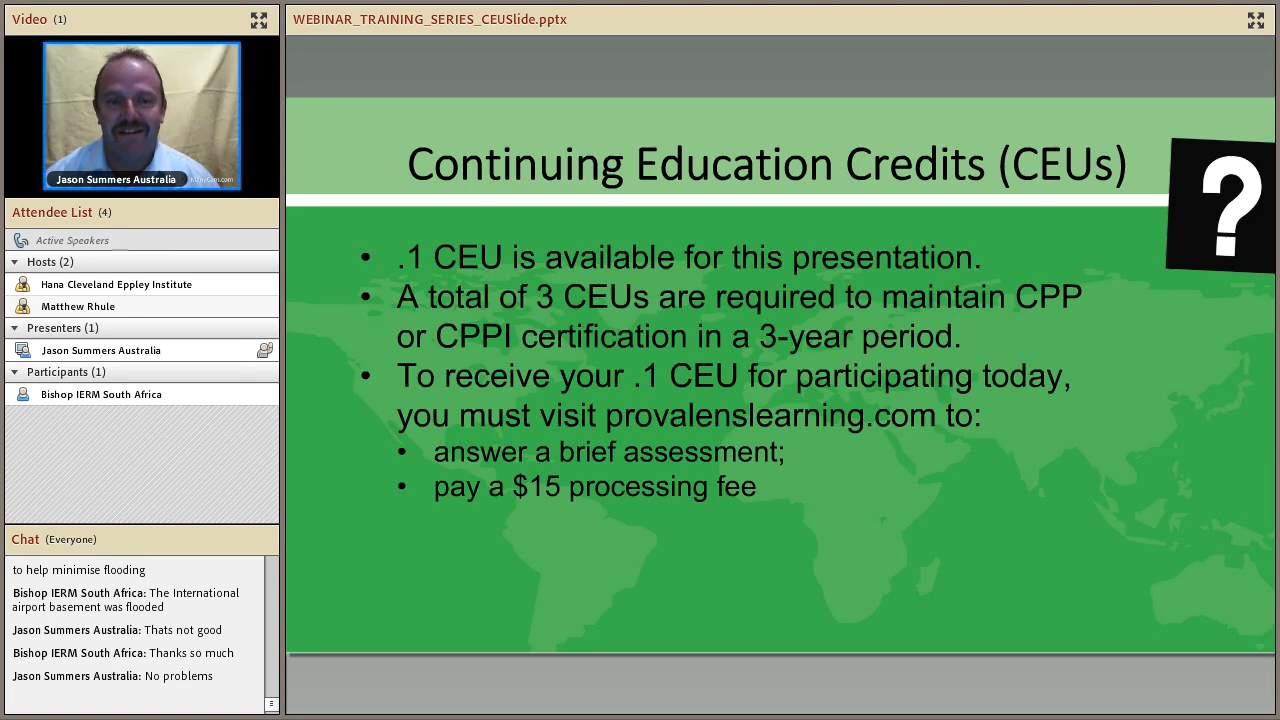 Video (1)
Jason Summers Australia
Attendee List (4)
Active Speakers
Hosts (2)
Hana Cleveland Eppley Institute
Matthew Rhule
Presenters (1)
Jason Summers Australia
Participants (1)
Bishop IERM South Africa
Chat (Everyone)
to help minimise flooding
Bishop IERM South Africa: The International
airport basement was flooded
Jason Summers Australia: Thats not good
Bishop IERM South Africa: Thanks so much
Jason Summers Australia: No problems
WEBINAR_TRAINING_SERIES_CEUSlide.pptx
Continuing Education Credits (CEUs)
?
• .1 CEU is available for this presentation.
• A total of 3 CEUs are required to maintain CPP
or CPPI certification in a 3-year period.
• To receive your .1 CEU for participating today,
you must visit provalenslearning.com to:
• answer a brief assessment;
• pay a $15 processing fee